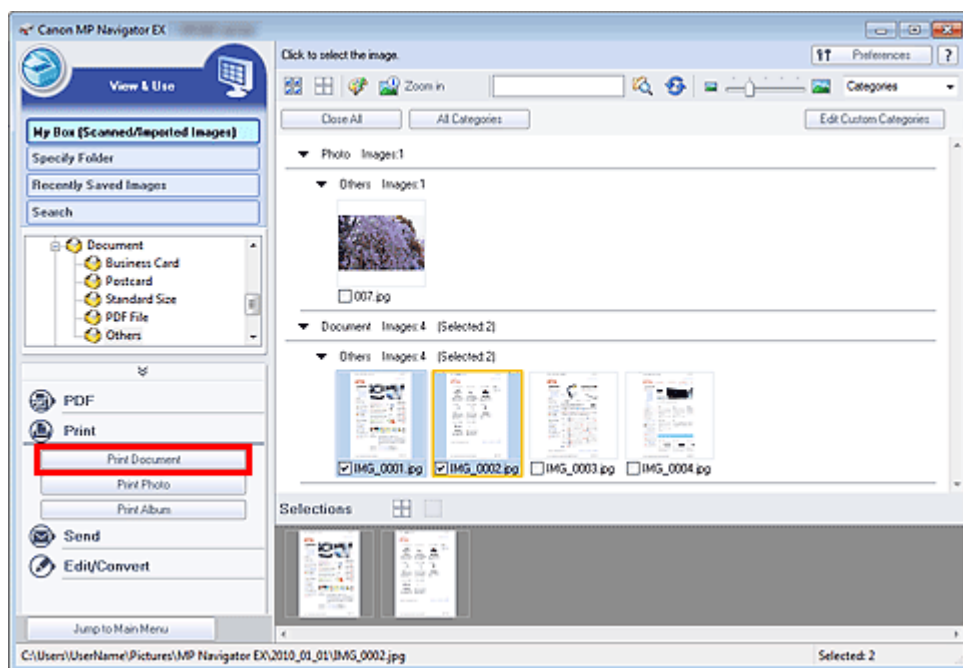 Canon MP Navigator EX
View & Use
My Box (Scanned/Imported Images)
Specify Folder
Recently Saved Images
Search
Document
Business Card
Postcard
Standard Size
PDF File
Others
PDF
Print
Print Document
Print Photo
Print Album
Send
Edit/Convert
Jump to Main Menu
Click to select the image.
Preferences
?
Zoom in
Categories
Close All
All Categories
Edit Custom Categories
Photo Images:1
Others Images:1
007.jpg
Document Images:4 (Selected:2)
Others Images:4 (Selected:2)
IMG_0001.jpg IMG_0002.jpg IMG_0003.jpg IMG_0004.jpg
Selections
C:\Users\UserName\Pictures\MP Navigator EX\2010_01_01\IMG_0002.jpg
Selected: 2